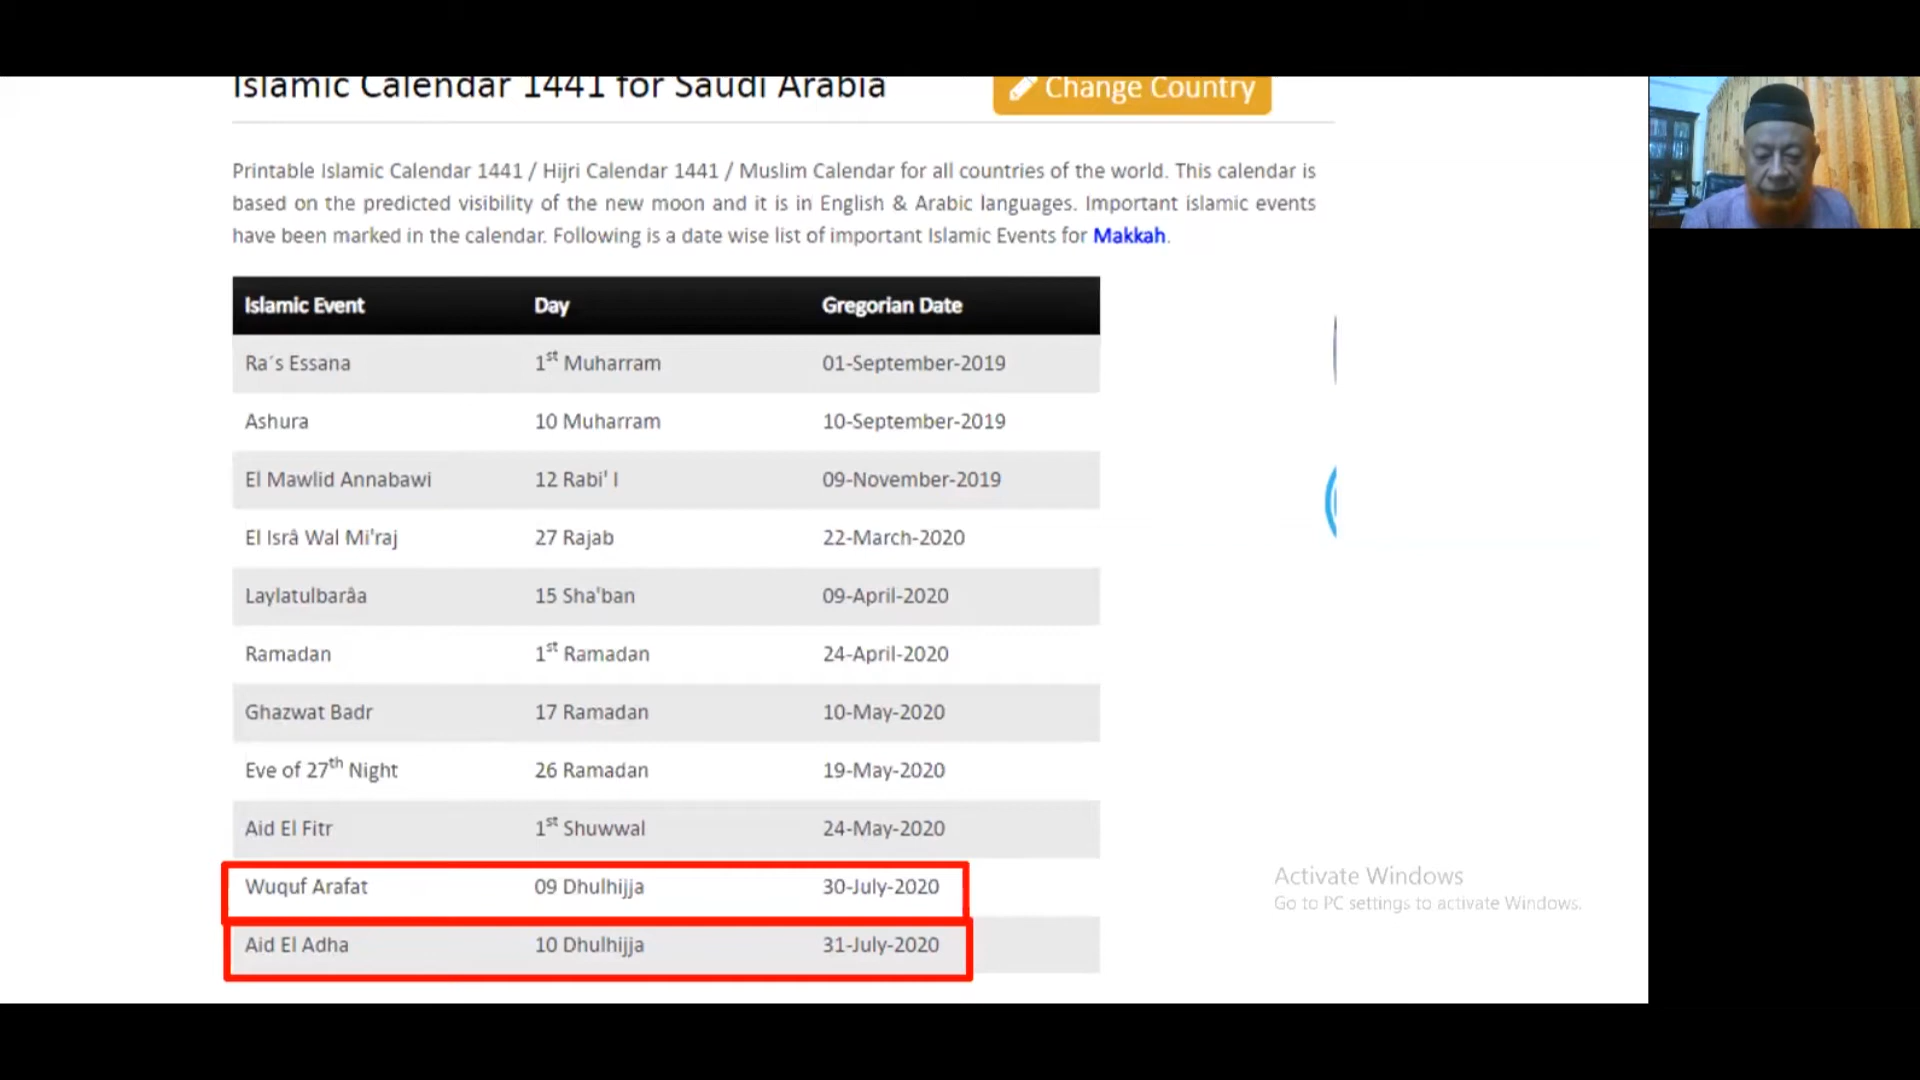 Islamic Calendar 1441 for Saudi Arabia
Change Country
Printable Islamic Calendar 1441 / Hijri Calendar 1441 / Muslim Calendar for all countries of the world. This calendar is
based on the predicted visibility of the new moon and it is in English & Arabic languages. Important islamic events
have been marked in the calendar. Following is a date wise list of important Islamic Events for Makkah.
Islamic Event Day Gregorian Date
Ra´s Essana 1st Muharram 01-September-2019
Ashura 10 Muharram 10-September-2019
El Mawlid Annabawi 12 Rabi' I 09-November-2019
El Isrâ Wal Mi'raj 27 Rajab 22-March-2020
Laylatulbarâa 15 Sha'ban 09-April-2020
Ramadan 1st Ramadan 24-April-2020
Ghazwat Badr 17 Ramadan 10-May-2020
Eve of 27th Night 26 Ramadan 19-May-2020
Aid El Fitr 1st Shuwwal 24-May-2020
Wuquf Arafat 09 Dhulhijja 30-July-2020
Aid El Adha 10 Dhulhijja 31-July-2020
Activate Windows
Go to PC settings to activate Windows.